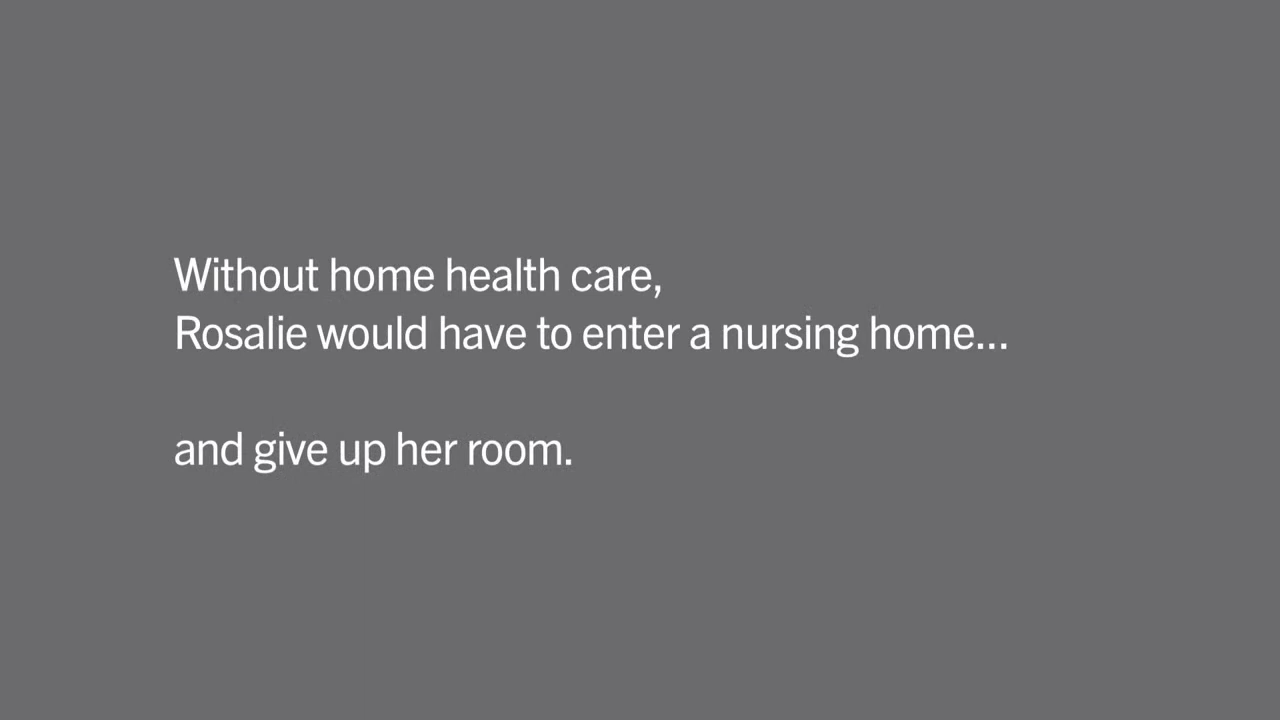 Without home health care,
Rosalie would have to enter a nursing home...
and give up her room.